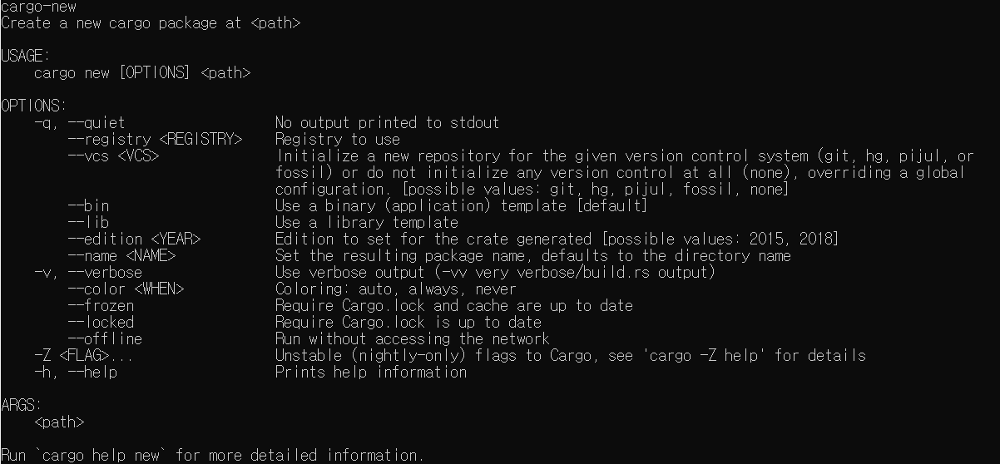 cargo-new
Create a new cargo package at <path>

USAGE:
    cargo new [OPTIONS] <path>

OPTIONS:
    -q, --quiet                  No output printed to stdout
        --registry <REGISTRY>    Registry to use
        --vcs <VCS>              Initialize a new repository for the given version control system (git, hg, pijul, or
                                 fossil) or do not initialize any version control at all (none), overriding a global
                                 configuration. [possible values: git, hg, pijul, fossil, none]
        --bin                    Use a binary (application) template [default]
        --lib                    Use a library template
        --edition <YEAR>         Edition to set for the crate generated [possible values: 2015, 2018]
        --name <NAME>            Set the resulting package name, defaults to the directory name
    -v, --verbose                Use verbose output (-vv very verbose/build.rs output)
        --color <WHEN>           Coloring: auto, always, never
        --frozen                 Require Cargo.lock and cache are up to date
        --locked                 Require Cargo.lock is up to date
        --offline                Run without accessing the network
    -Z <FLAG>...                 Unstable (nightly-only) flags to Cargo, see 'cargo -Z help' for details
    -h, --help                   Prints help information

ARGS:
    <path>

Run `cargo help new` for more detailed information.